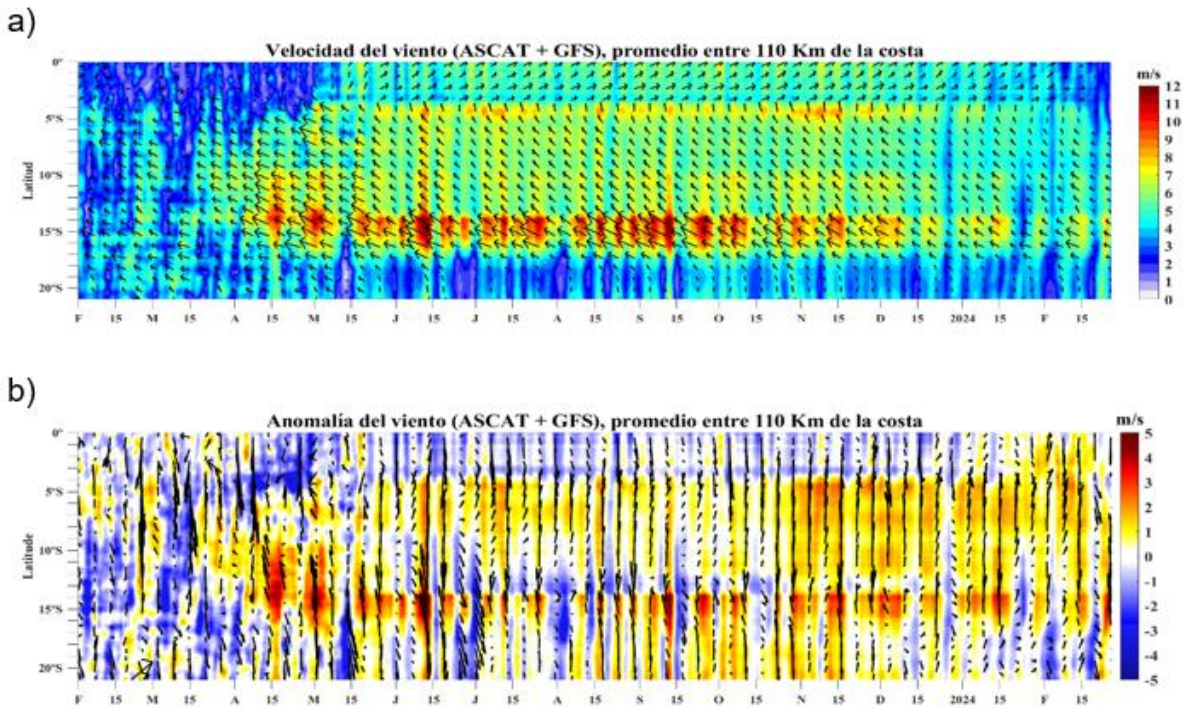 a)
Velocidad del viento (ASCAT + GFS), promedio entre 110 Km de la costa
m/s
Latitud
0°
5°S
10°S
15°S
20°S
12
11
10
9
8
7
6
5
4
3
2
1
0
F 15 M 15 A 15 M 15 J 15 J 15 A 15 S 15 O 15 N 15 D 15 2024 15 F 15
b)
Anomalía del viento (ASCAT + GFS), promedio entre 110 Km de la costa
m/s
Latitude
0°
5°S
10°S
15°S
20°S
5
4
3
2
1
0
-1
-2
-3
-4
-5
F 15 M 15 A 15 M 15 J 15 J 15 A 15 S 15 O 15 N 15 D 15 2024 15 F 15